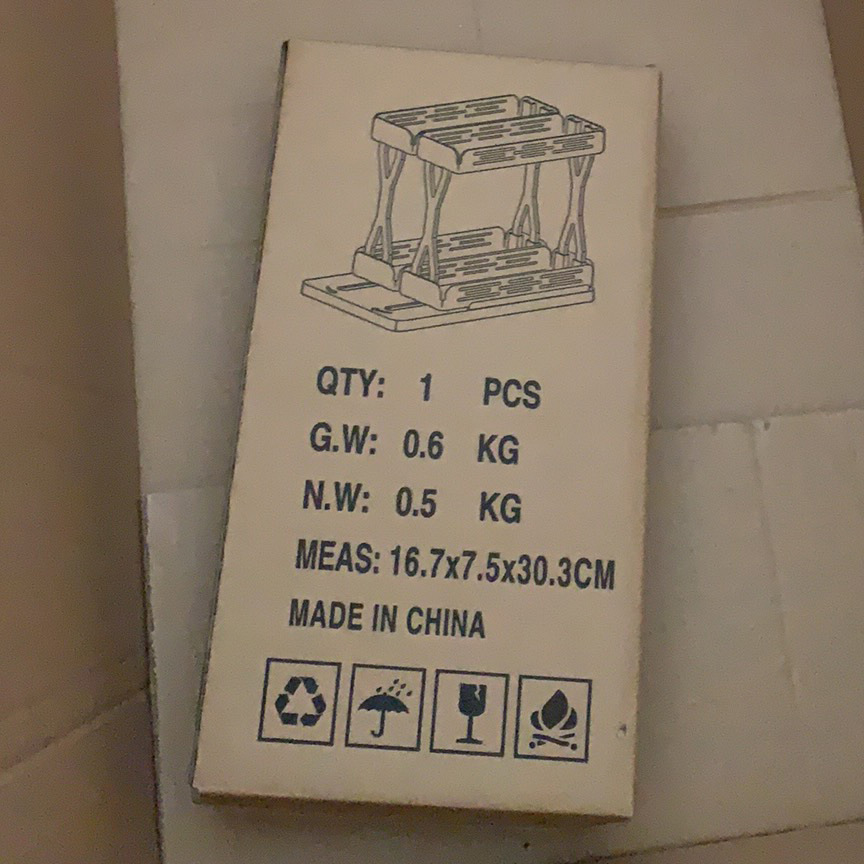 QTY: 1 PCS
G.W: 0.6 KG
N.W: 0.5 KG
MEAS: 16.7x7.5x30.3CM
MADE IN CHINA